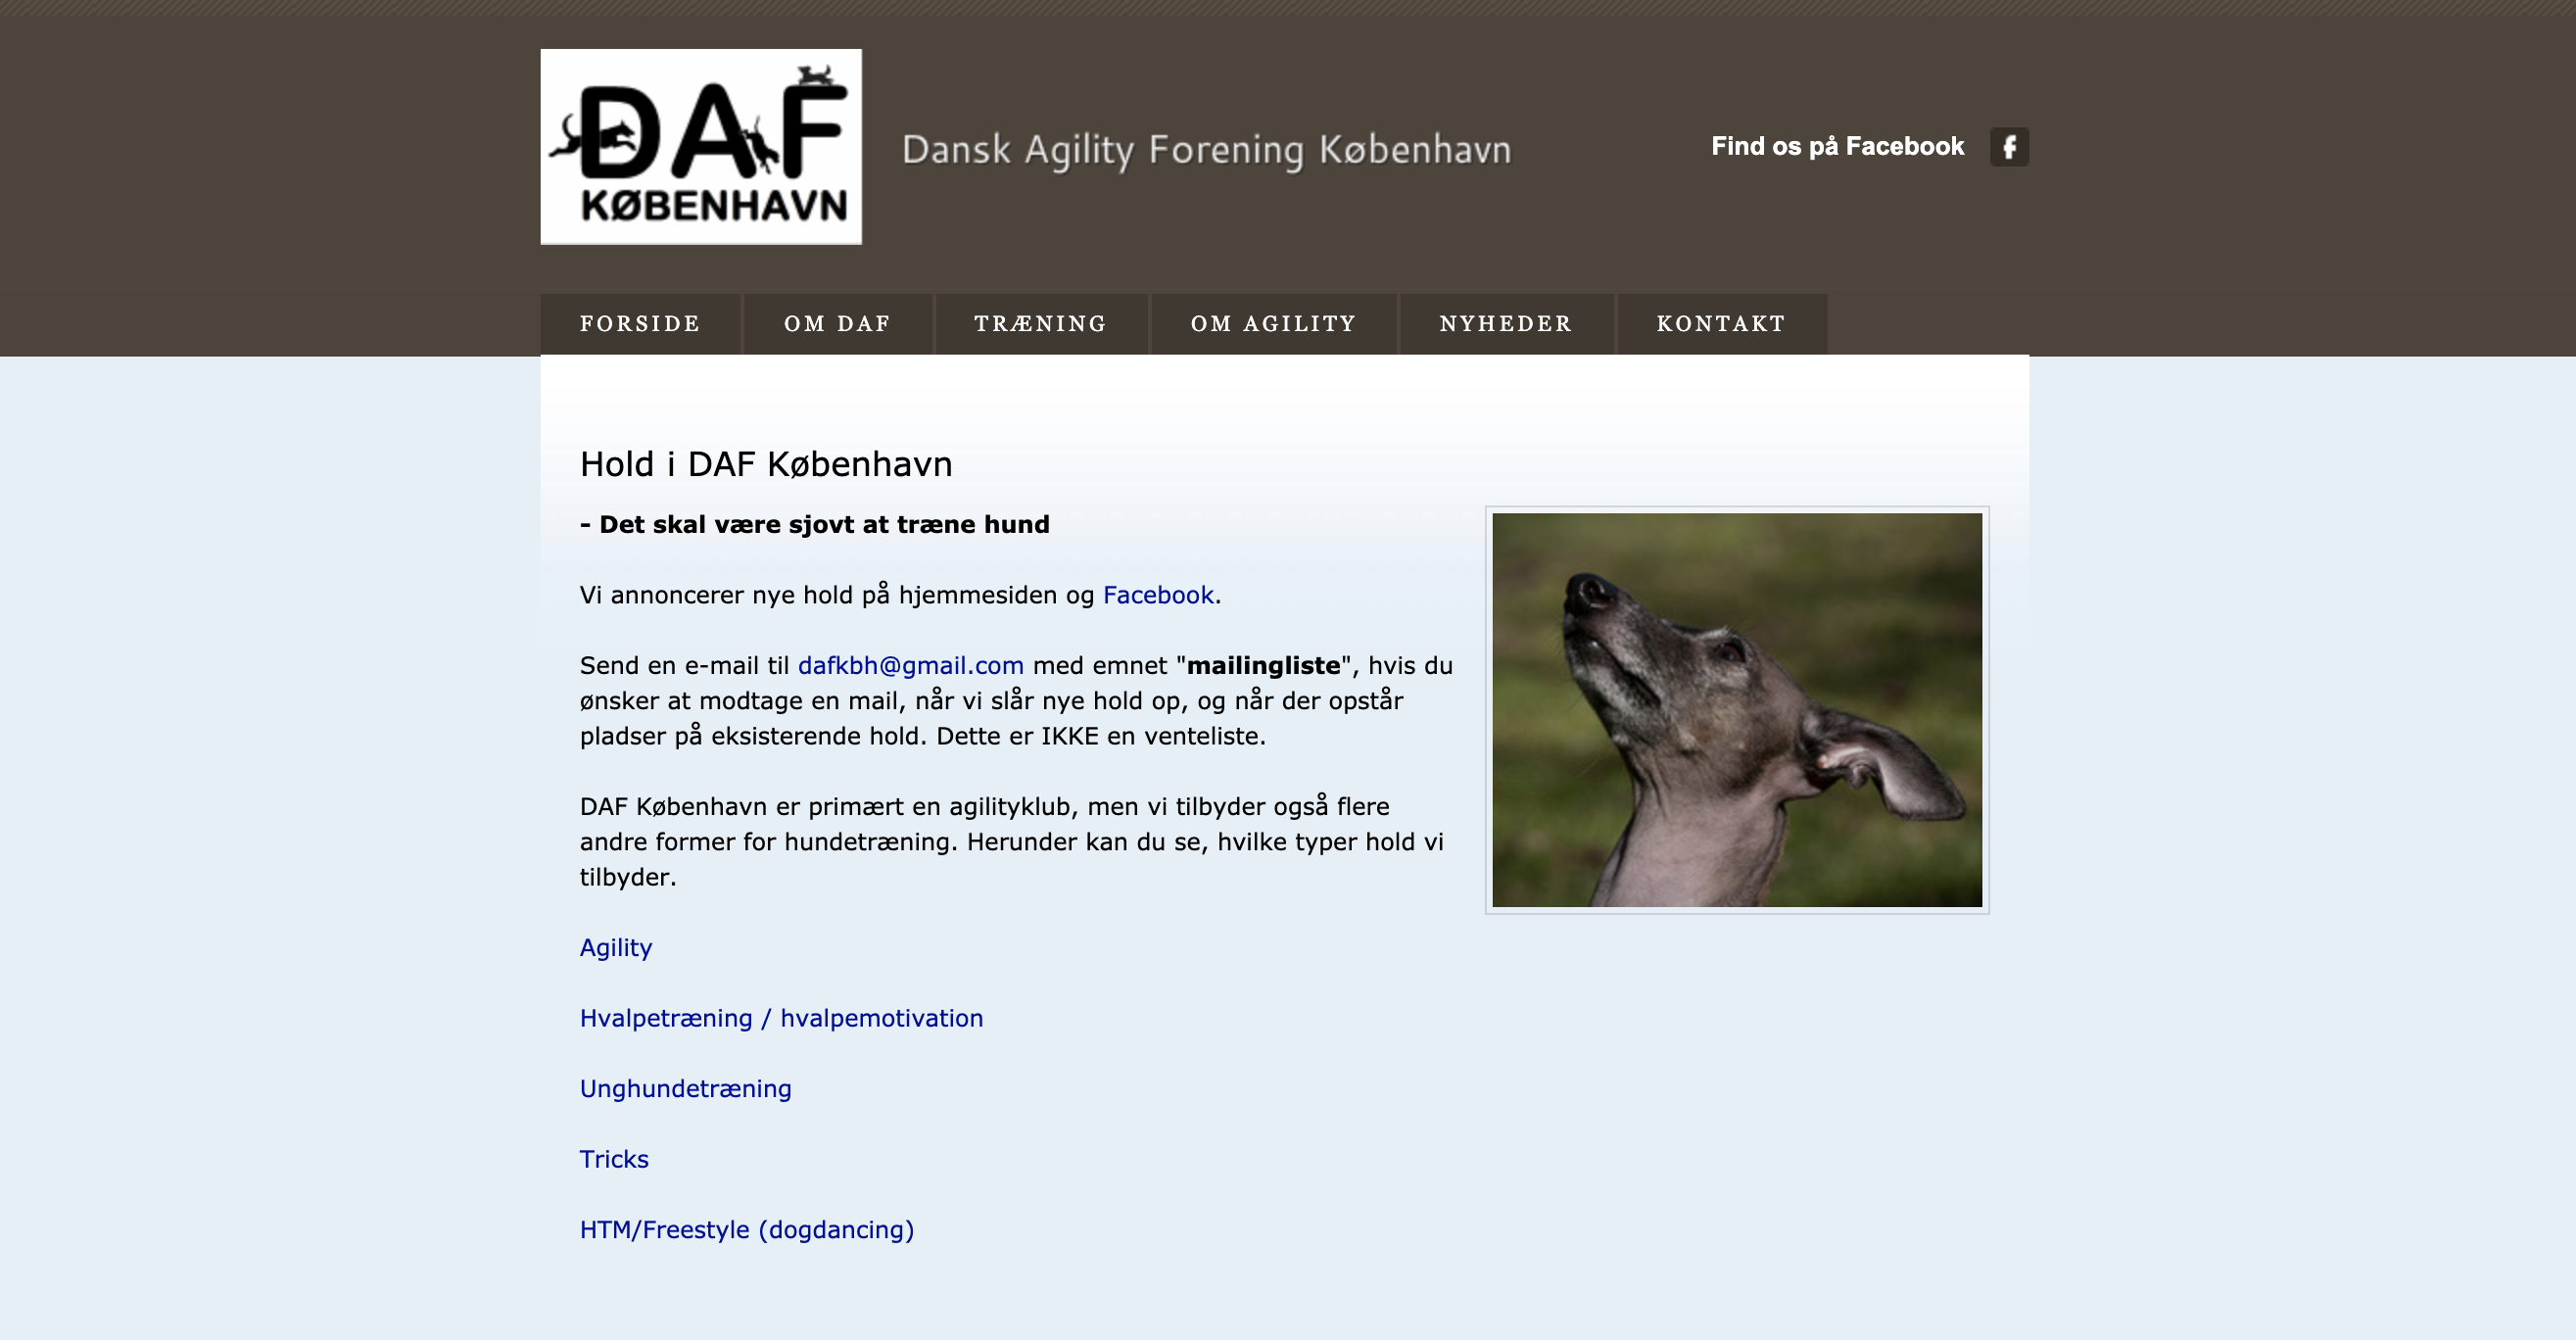 DAF
KØBENHAVN
Dansk Agility Forening København
Find os på Facebook
f
FORSIDE
OM DAF
TRÆNING
OM AGILITY
NYHEDER
KONTAKT
Hold i DAF København
- Det skal være sjovt at træne hund
Vi annoncerer nye hold på hjemmesiden og Facebook.
Send en e-mail til dafkbh@gmail.com med emnet "mailingliste", hvis du
ønsker at modtage en mail, når vi slår nye hold op, og når der opstår
pladser på eksisterende hold. Dette er IKKE en venteliste.
DAF København er primært en agilityklub, men vi tilbyder også flere
andre former for hundetræning. Herunder kan du se, hvilke typer hold vi
tilbyder.
Agility
Hvalpetræning / hvalpemotivation
Unghundetræning
Tricks
HTM/Freestyle (dogdancing)